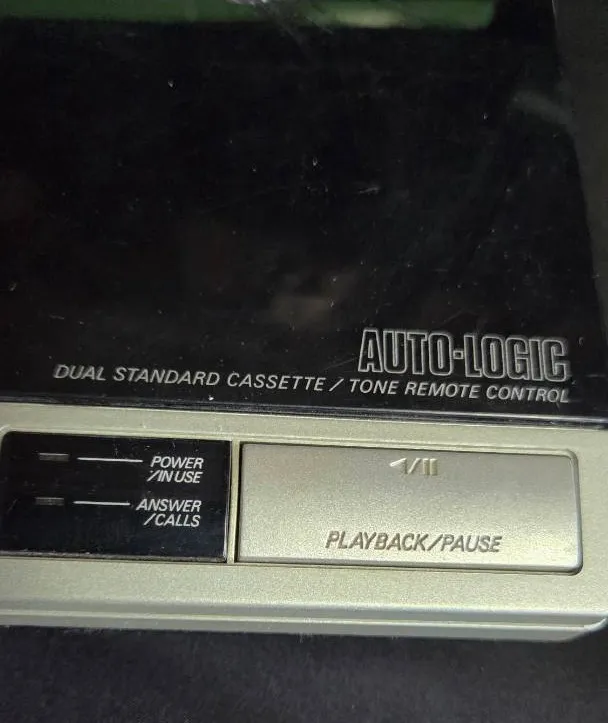 AUTO-LOGIC
DUAL STANDARD CASSETTE / TONE REMOTE CONTROL
POWER
/IN USE
ANSWER
/CALLS
◁/II
PLAYBACK/PAUSE